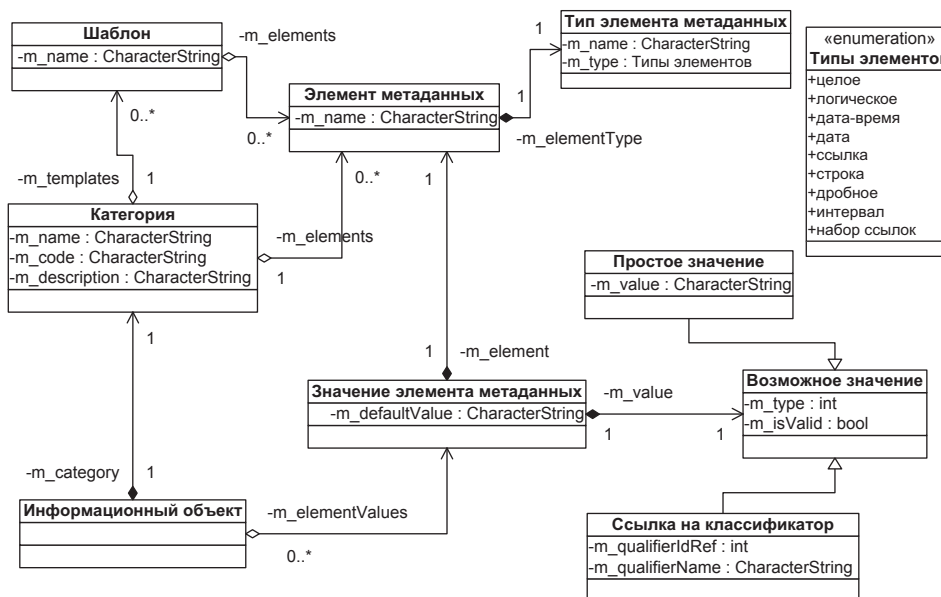 Шаблон
-m_name : CharacterString
-m_elements
0..*
0..*
Элемент метаданных
-m_name : CharacterString
1
1
-m_elementType
Тип элемента метаданных
-m_name : CharacterString
-m_type : Типы элементов
«enumeration»
Типы элементов
+целое
+логическое
+дата-время
+дата
+ссылка
+строка
+дробное
+интервал
+набор ссылок
-m_templates
1
Категория
-m_name : CharacterString
-m_code : CharacterString
-m_description : CharacterString
-m_elements
1
0..*
1
Простое значение
-m_value : CharacterString
1
1
-m_element
Значение элемента метаданных
-m_defaultValue : CharacterString
-m_value
1
1
Возможное значение
-m_type : int
-m_isValid : bool
-m_category
1
Информационный объект
-m_elementValues
0..*
Ссылка на классификатор
-m_qualifierIdRef : int
-m_qualifierName : CharacterString